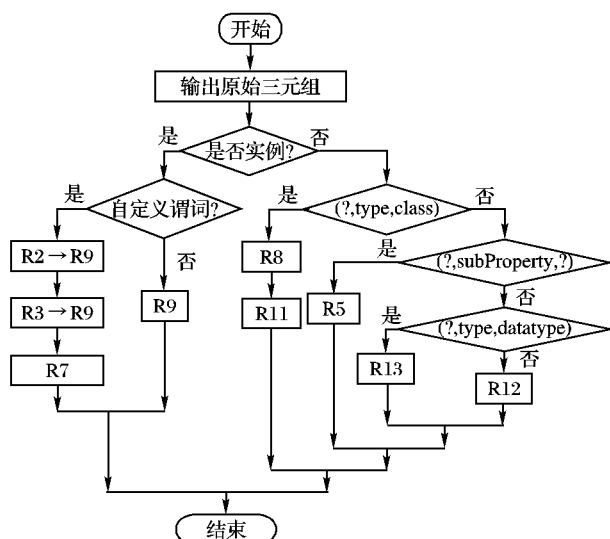 开始
输出原始三元组
是否实例?
是
否
自定义谓词?
是
否
R2→R9
R3→R9
R7
R9
(?,type,class)
是
否
R8
R11
(?,subProperty,?)
是
否
R5
(?,type,datatype)
是
否
R13
R12
结束